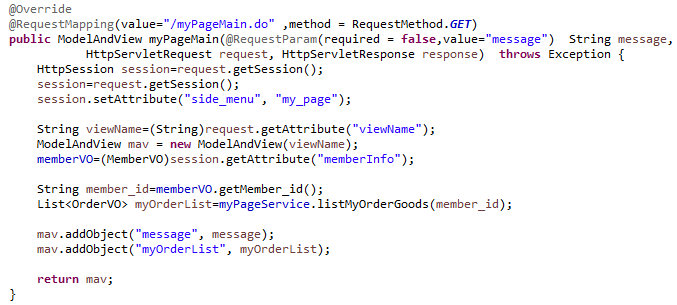 @Override
@RequestMapping(value="/myPageMain.do" ,method = RequestMethod.GET)
public ModelAndView myPageMain(@RequestParam(required = false,value="message")  String message,
           HttpServletRequest request, HttpServletResponse response)  throws Exception {
    HttpSession session=request.getSession();
    session=request.getSession();
    session.setAttribute("side_menu", "my_page");

    String viewName=(String)request.getAttribute("viewName");
    ModelAndView mav = new ModelAndView(viewName);
    memberVO=(MemberVO)session.getAttribute("memberInfo");

    String member_id=memberVO.getMember_id();
    List<OrderVO> myOrderList=myPageService.listMyOrderGoods(member_id);

    mav.addObject("message", message);
    mav.addObject("myOrderList", myOrderList);

    return mav;
}